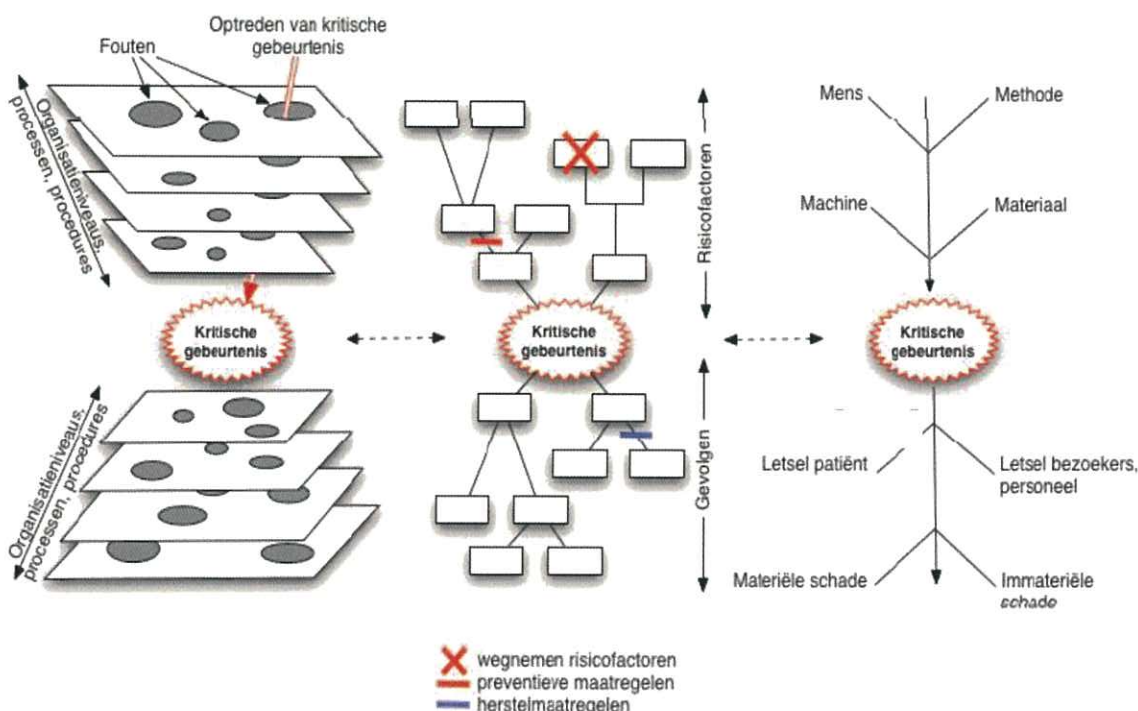 Optreden van kritische
gebeurtenis
Fouten
Organisatieniveaus,
processen, procedures
Kritische
gebeurtenis
Organisatieniveaus,
processen, procedures
Risicofactoren
Kritische
gebeurtenis
Gevolgen
Mens
Methode
Machine
Materiaal
Kritische
gebeurtenis
Letsel patiënt
Letsel bezoekers,
personeel
Materiële schade
Immateriële
schade
wegnemen risicofactoren
preventieve maatregelen
herstelmaatregelen